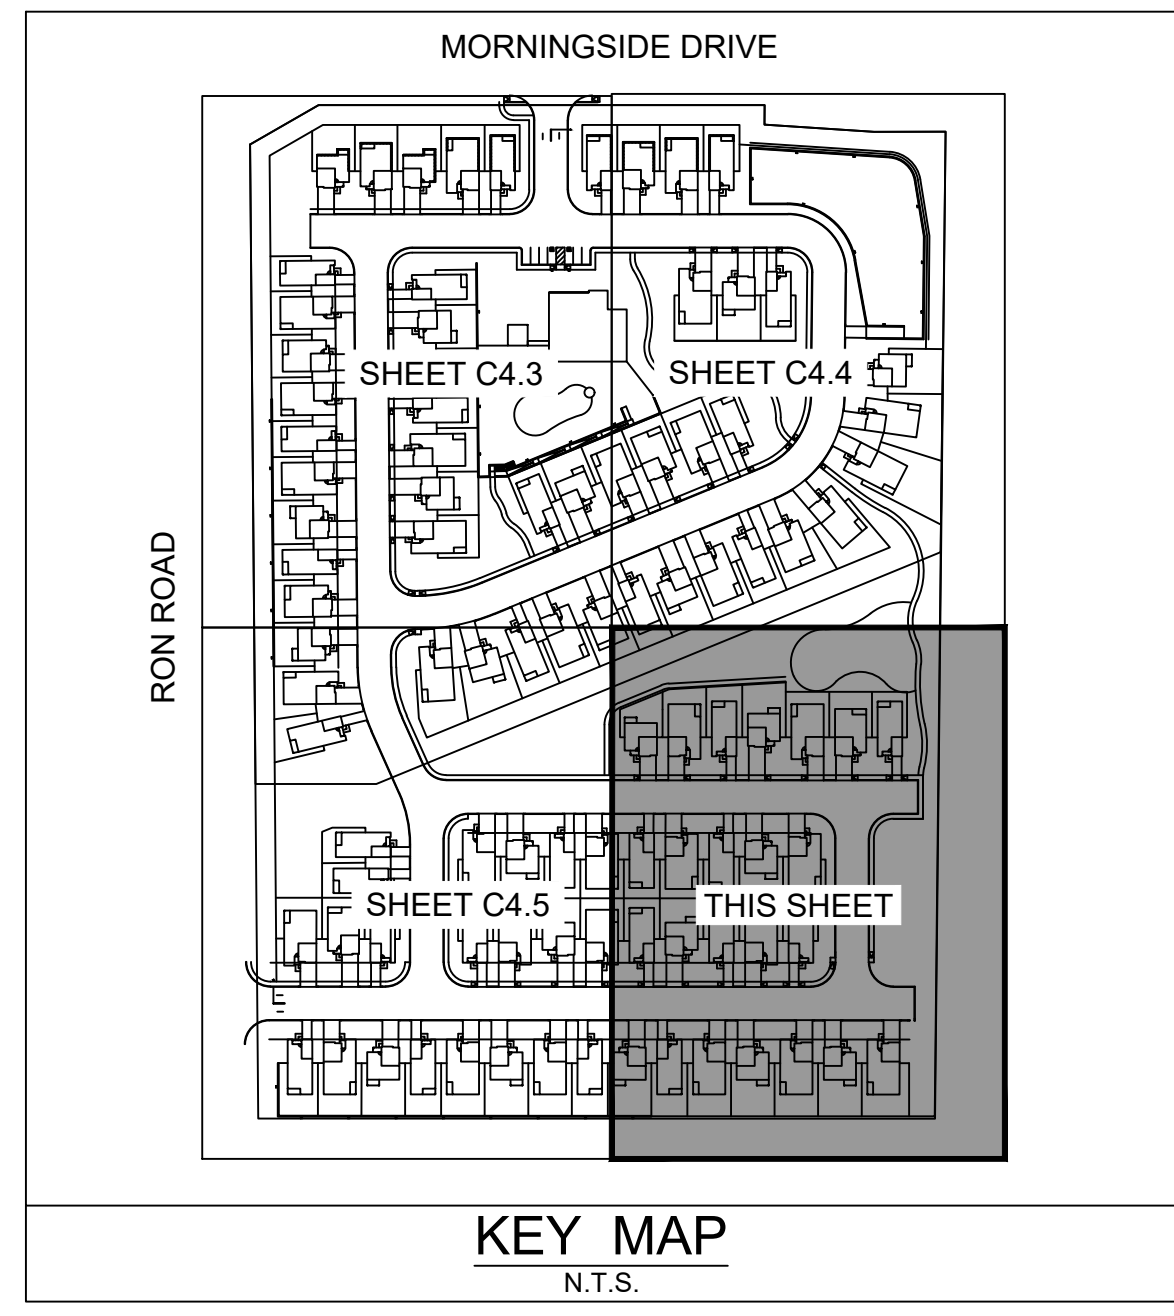 MORNINGSIDE DRIVE
SHEET C4.3
SHEET C4.4
RON ROAD
SHEET C4.5
THIS SHEET
KEY MAP
N.T.S.